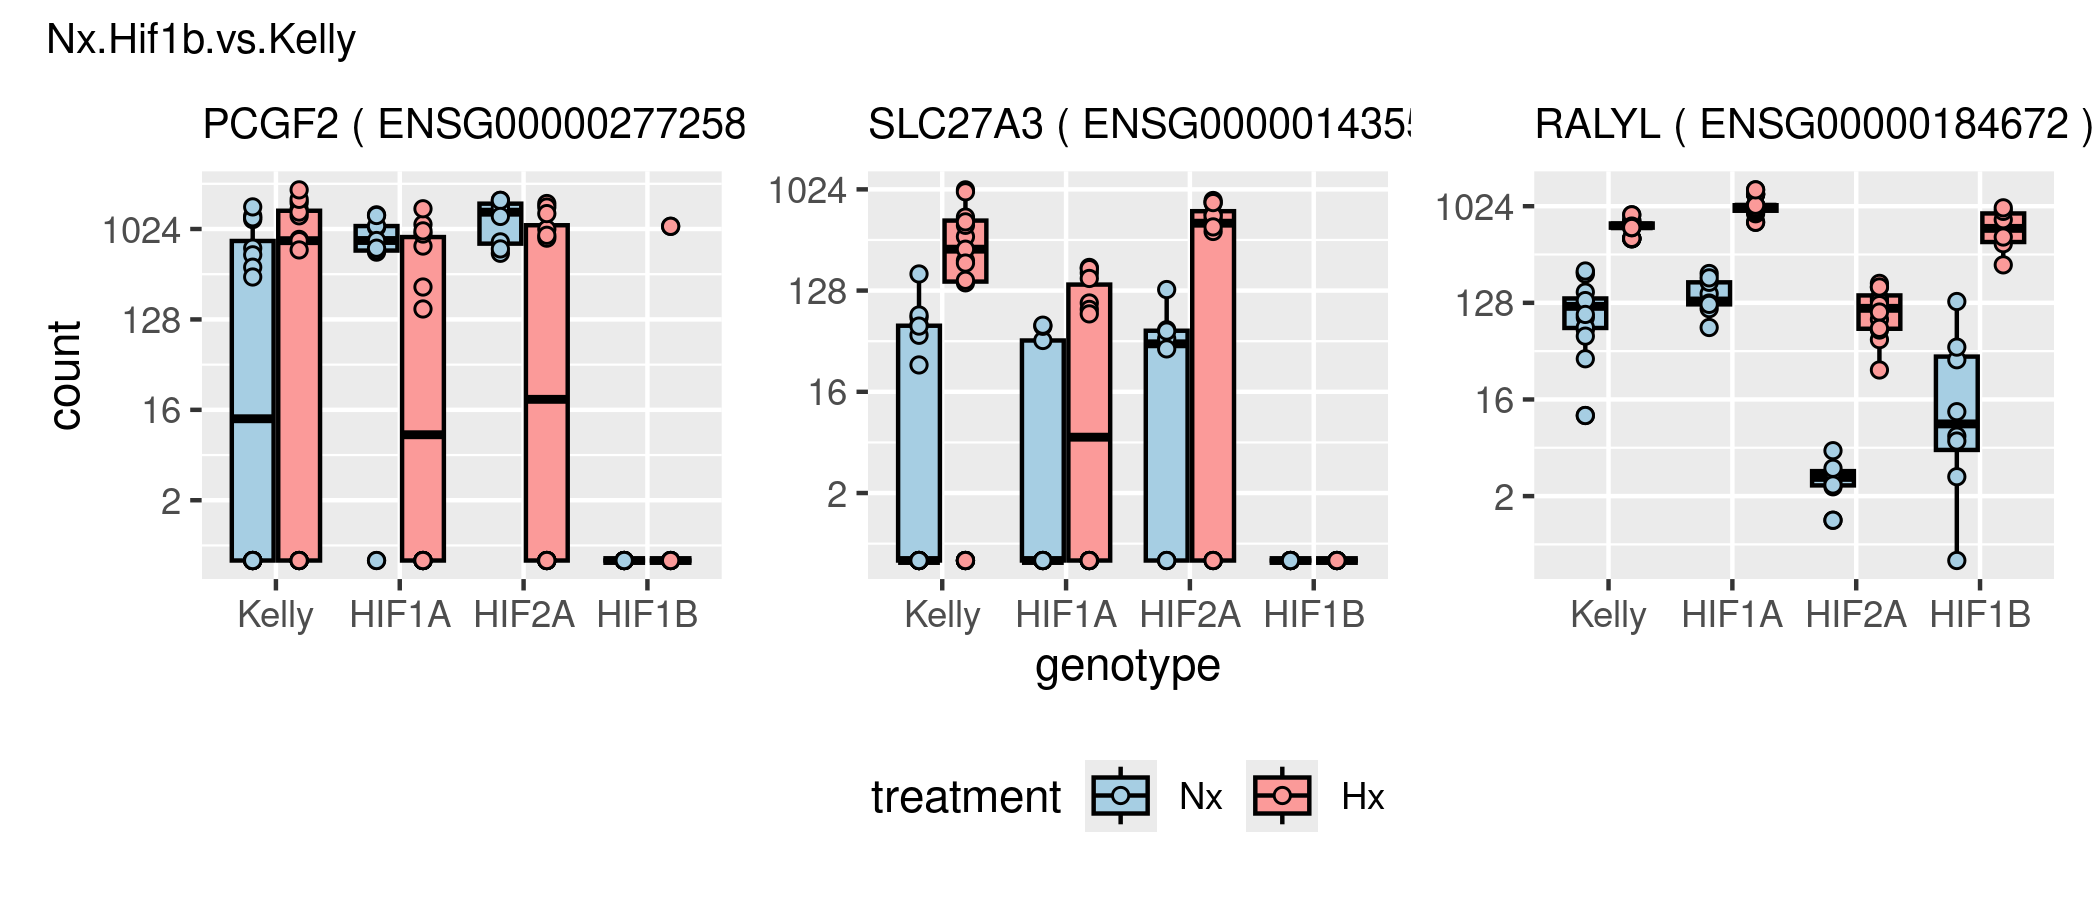 Nx.Hif1b.vs.Kelly
PCGF2 ( ENSG00000277258
SLC27A3 ( ENSG0000014355
RALYL ( ENSG00000184672 )
count
1024
128
16
2
Kelly HIF1A HIF2A HIF1B
1024
128
16
2
Kelly HIF1A HIF2A HIF1B
1024
128
16
2
Kelly HIF1A HIF2A HIF1B
genotype
treatment Nx Hx